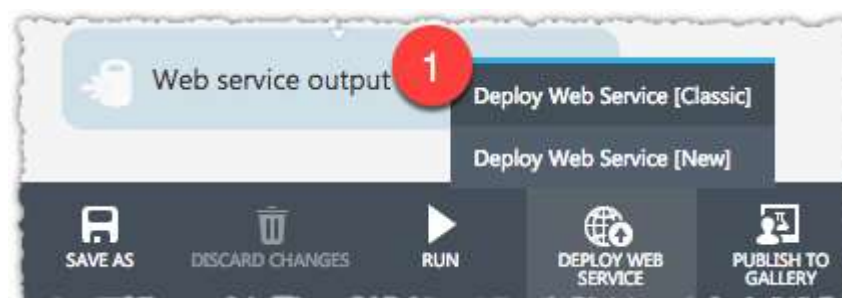 Web service output
1
Deploy Web Service [Classic]
Deploy Web Service [New]
SAVE AS
DISCARD CHANGES
RUN
DEPLOY WEB
SERVICE
PUBLISH TO
GALLERY